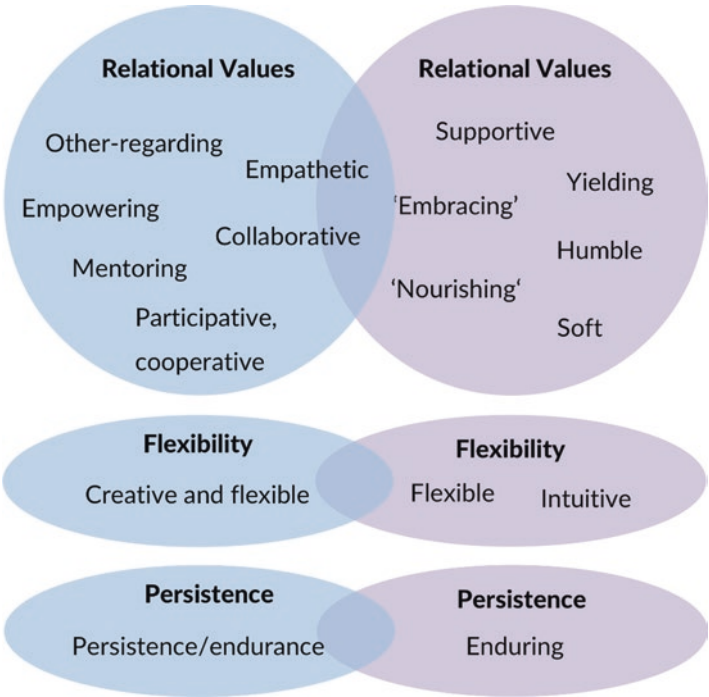 Relational Values
Other-regarding
Empathetic
Empowering
Collaborative
Mentoring
Participative,
cooperative
Relational Values
Supportive
Yielding
‘Embracing’
Humble
‘Nourishing‘
Soft
Flexibility
Creative and flexible
Flexibility
Flexible
Intuitive
Persistence
Persistence/endurance
Persistence
Enduring